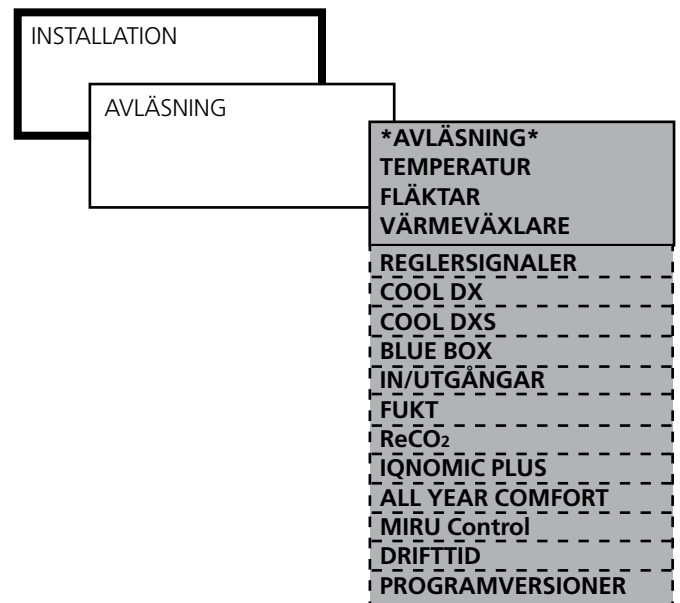 INSTALLATION
AVLÄSNING
*AVLÄSNING*
TEMPERATUR
FLÄKTAR
VÄRMEVÄXLARE
REGLERSIGNALER
COOL DX
COOL DXS
BLUE BOX
IN/UTGÅNGAR
FUKT
ReCO₂
IQNOMIC PLUS
ALL YEAR COMFORT
MIRU Control
DRIFTTID
PROGRAMVERSIONER